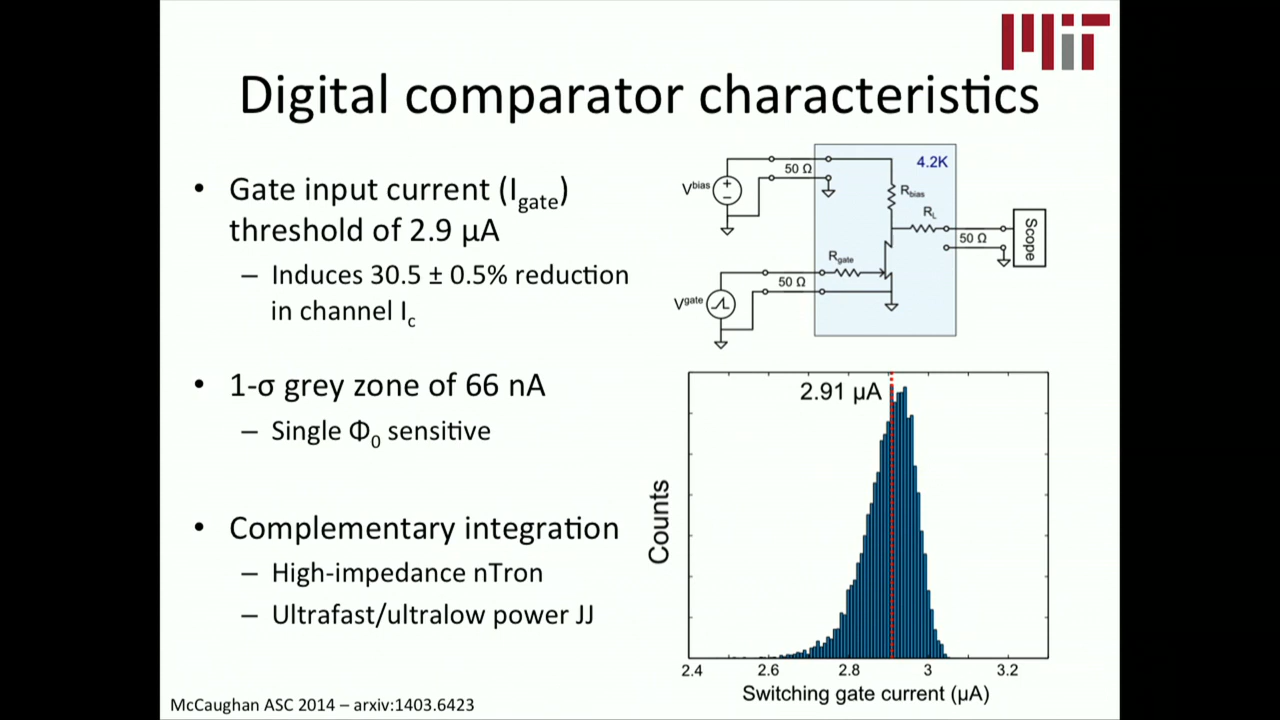 MIT
Digital comparator characteristics
• Gate input current (Igate)
threshold of 2.9 µA
– Induces 30.5 ± 0.5% reduction
in channel Ic
• 1-σ grey zone of 66 nA
– Single Φ0 sensitive
• Complementary integration
– High-impedance nTron
– Ultrafast/ultralow power JJ
McCaughan ASC 2014 – arxiv:1403.6423
4.2K
50 Ω
Vbias
Rbias
RL
50 Ω
Scope
Rgate
50 Ω
Vgate
2.91 µA
Counts
2.4 2.6 2.8 3 3.2
Switching gate current (µA)